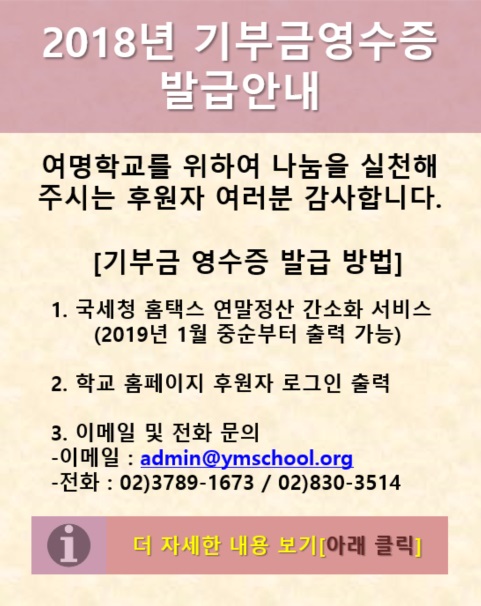 2018년 기부금영수증
발급안내
여명학교를 위하여 나눔을 실천해
주시는 후원자 여러분 감사합니다.
[기부금 영수증 발급 방법]
1. 국세청 홈택스 연말정산 간소화 서비스
(2019년 1월 중순부터 출력 가능)
2. 학교 홈페이지 후원자 로그인 출력
3. 이메일 및 전화 문의
-이메일 : admin@ymschool.org
-전화 : 02)3789-1673 / 02)830-3514
i 더 자세한 내용 보기[아래 클릭]